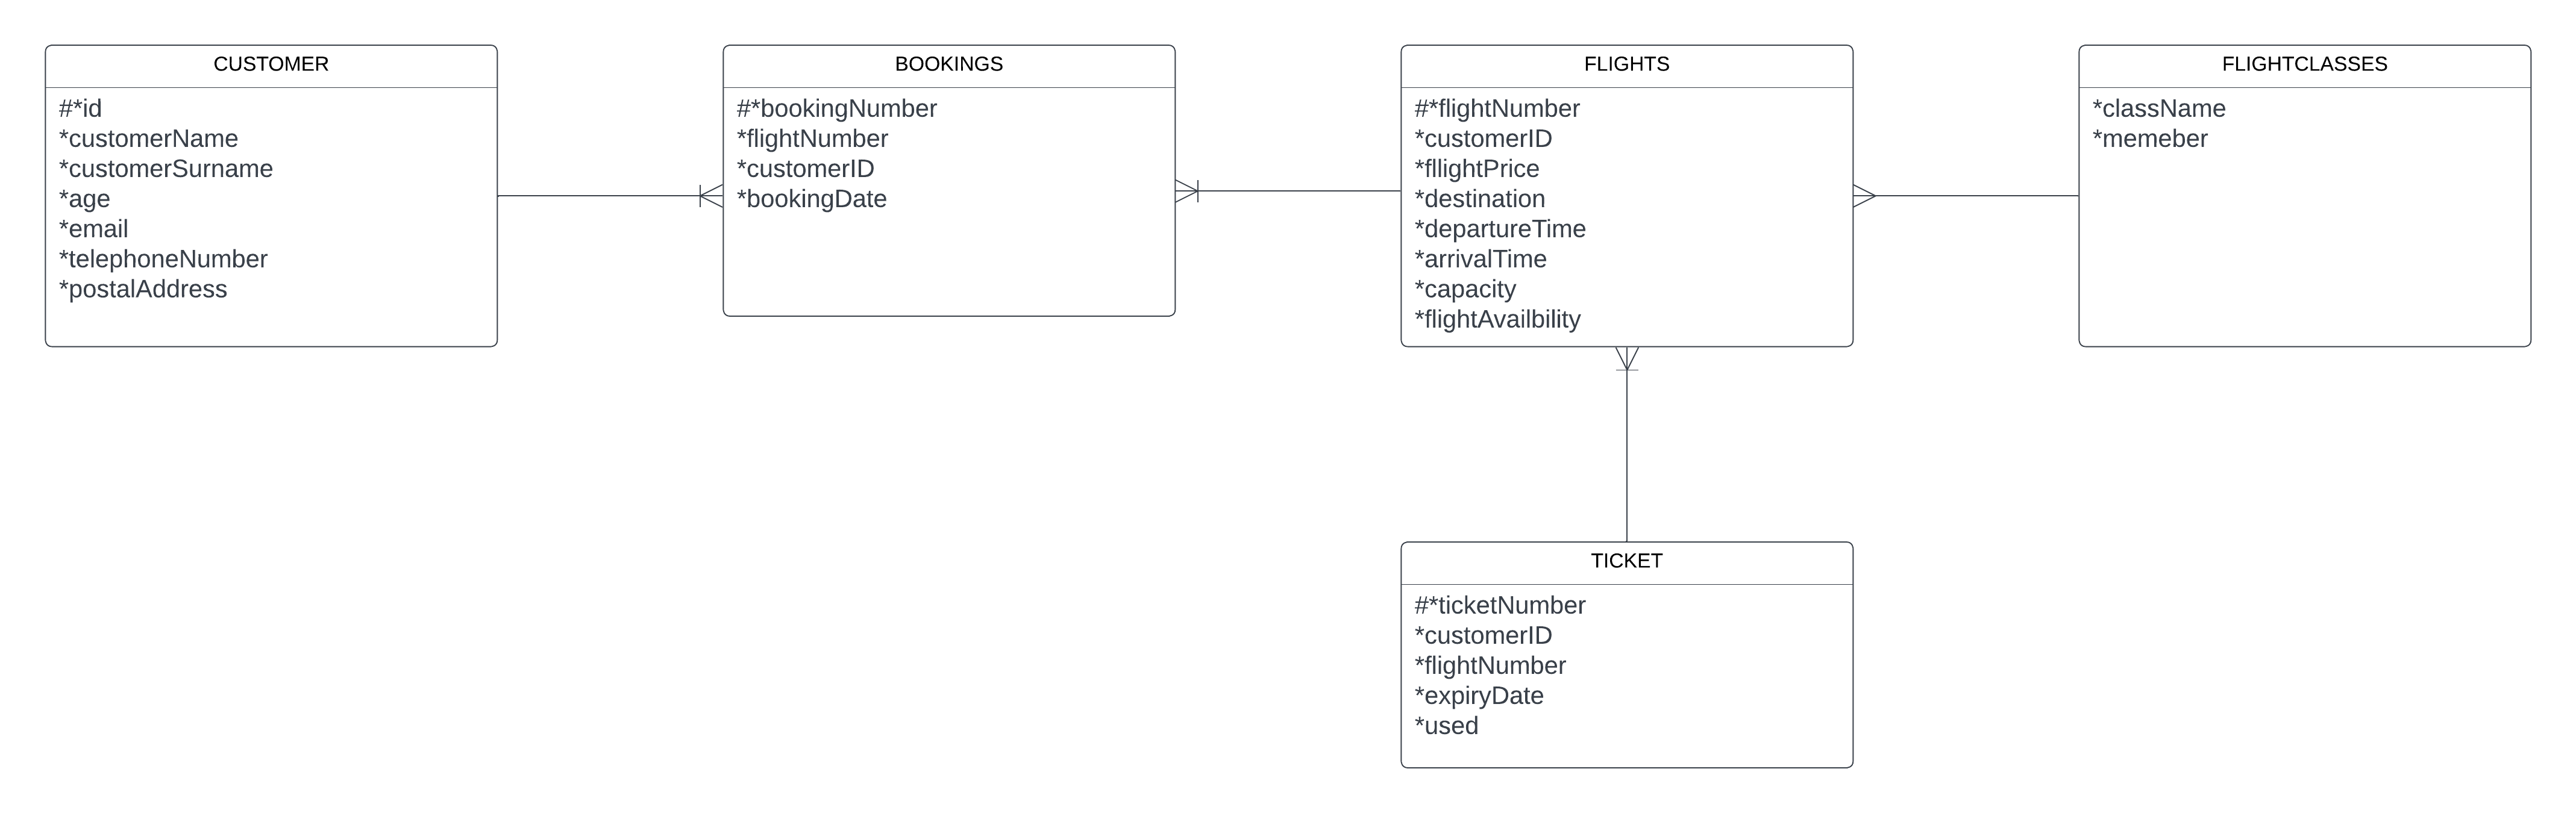 CUSTOMER
#*id
*customerName
*customerSurname
*age
*email
*telephoneNumber
*postalAddress
BOOKINGS
#*bookingNumber
*flightNumber
*customerID
*bookingDate
FLIGHTS
#*flightNumber
*customerID
*fllightPrice
*destination
*departureTime
*arrivalTime
*capacity
*flightAvailbility
FLIGHTCLASSES
*className
*memeber
TICKET
#*ticketNumber
*customerID
*flightNumber
*expiryDate
*used